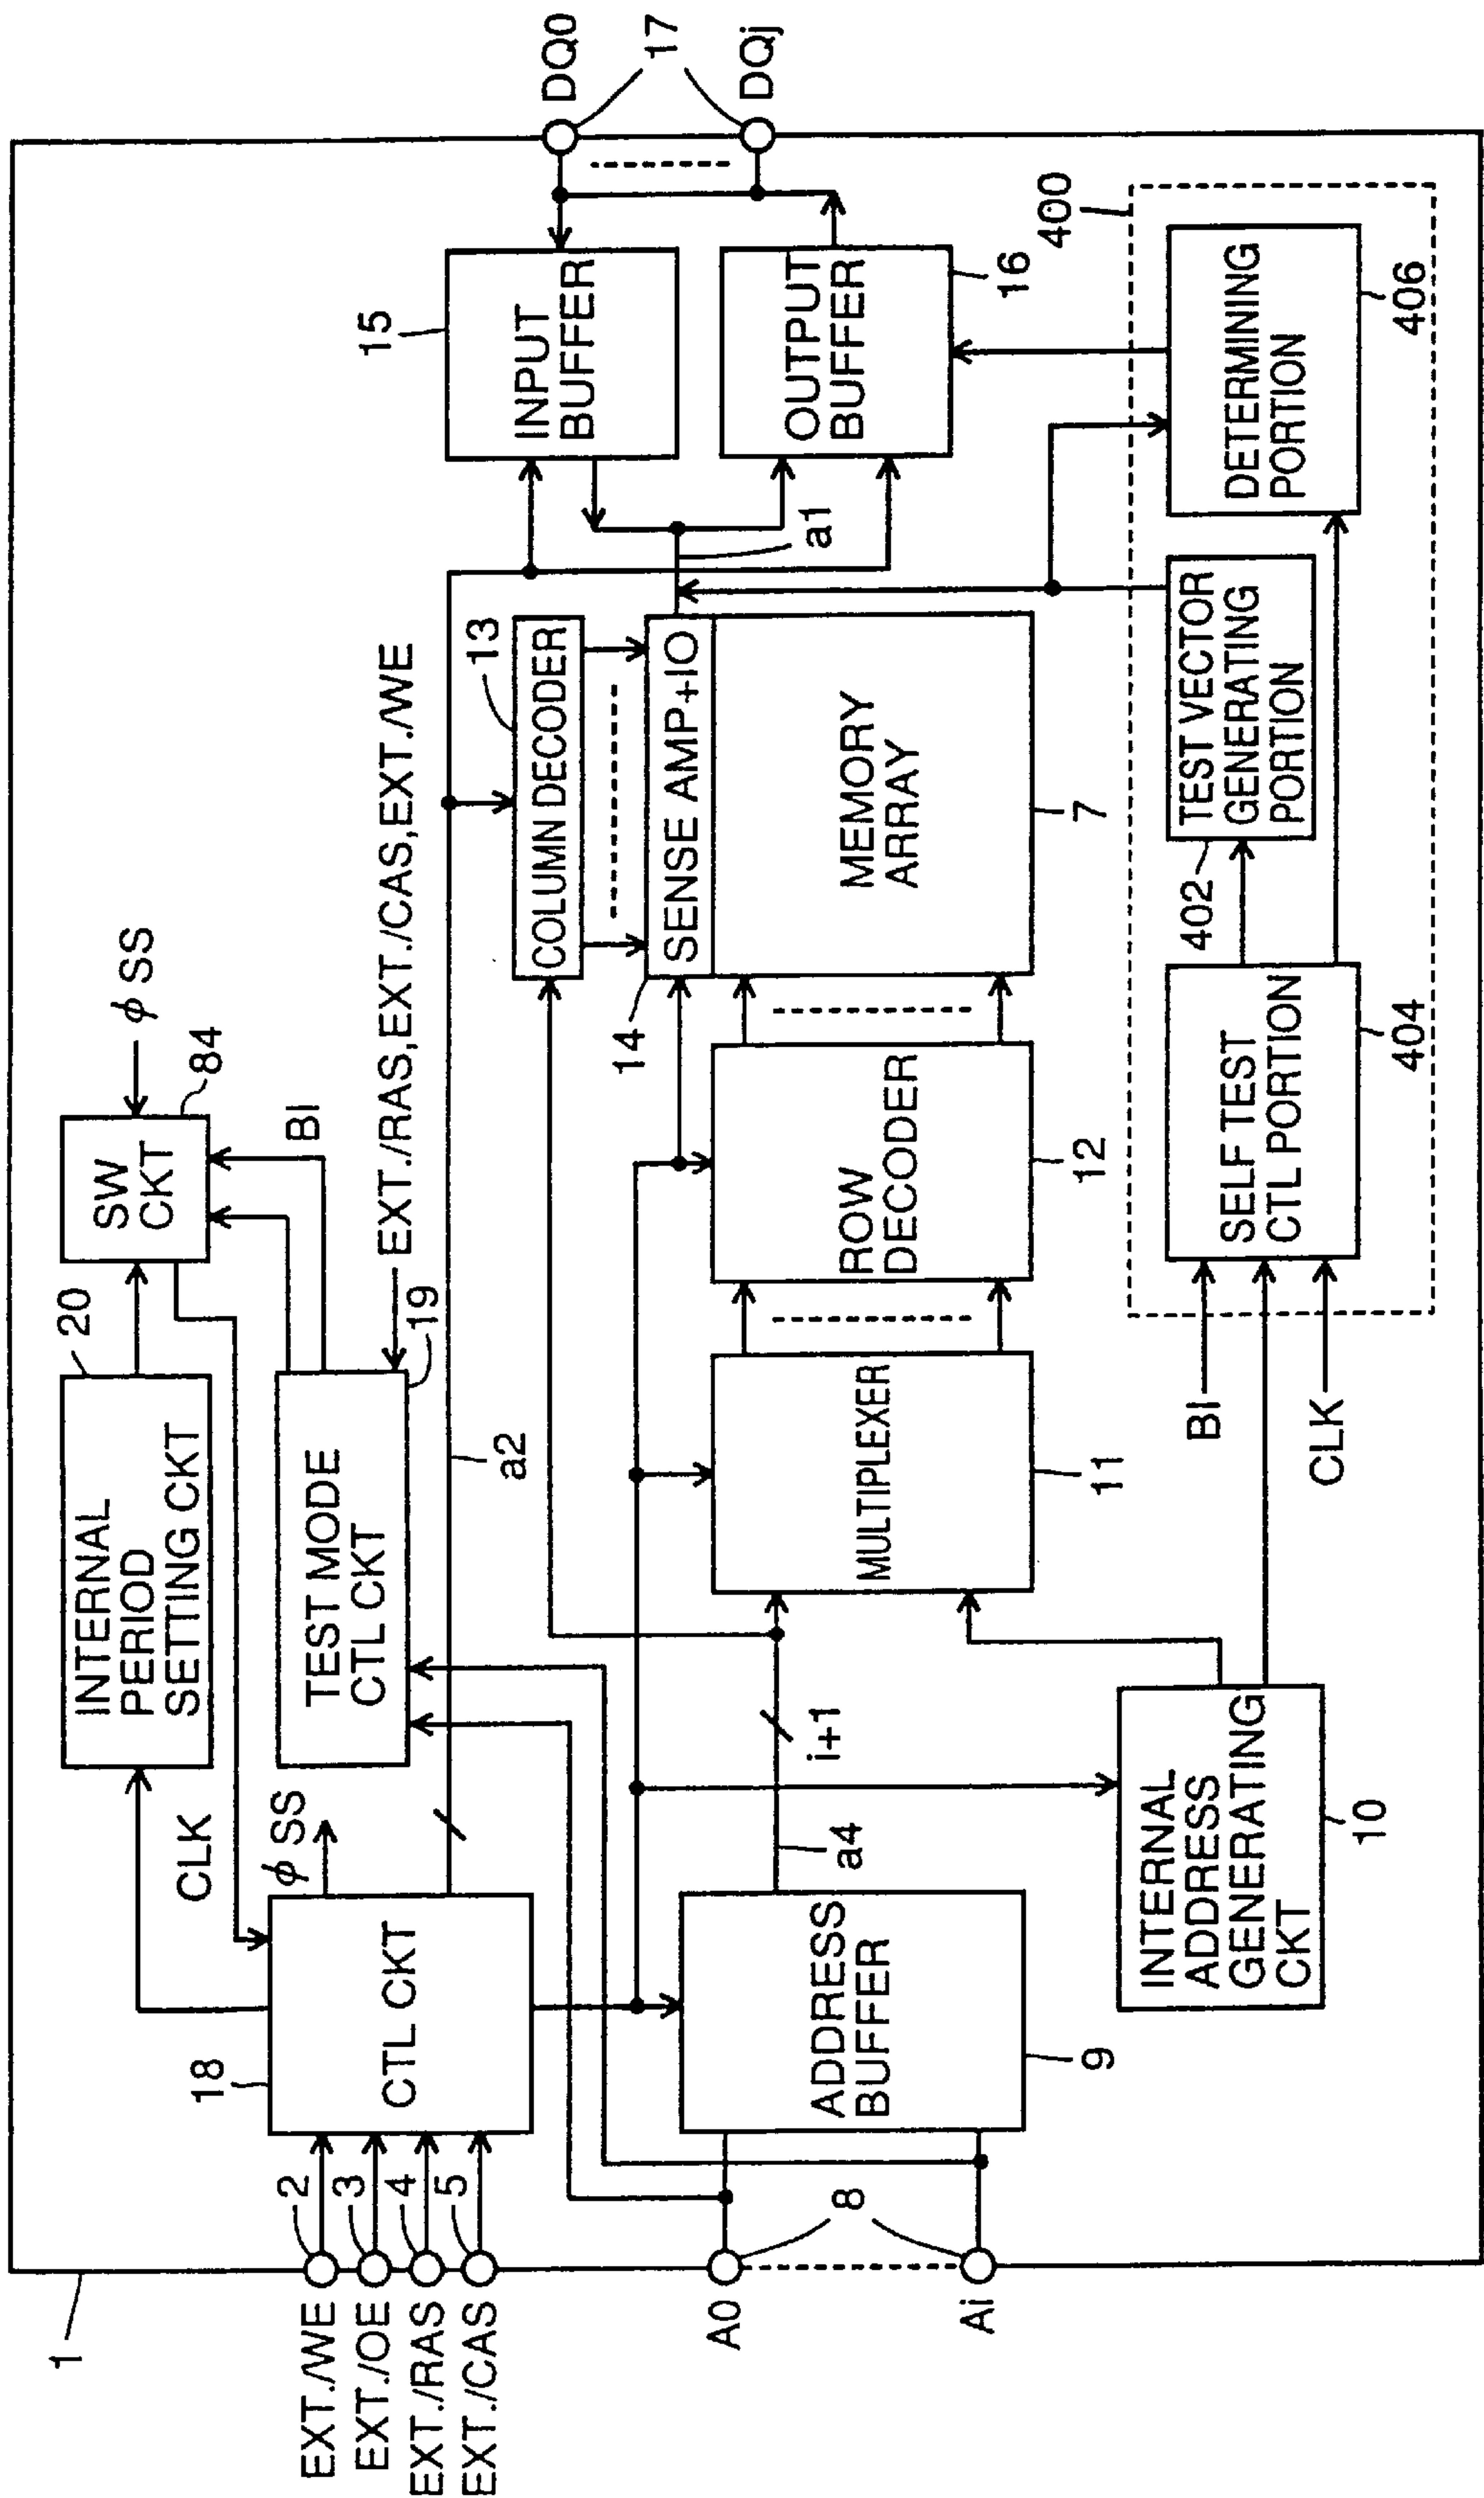 1
EXT./WE
EXT./OE
EXT./RAS
EXT./CAS
2
3
4
5
A0
Ai
8
18
CTL CKT
CLK
ϕ SS
INTERNAL
PERIOD
SETTING CKT
20
SW
CKT
84
ϕ SS
BI
TEST MODE
CTL CKT
19
EXT./RAS,EXT./CAS,EXT./WE
a2
ADDRESS
BUFFER
9
a4
i+1
INTERNAL
ADDRESS
GENERATING
CKT
10
MULTIPLEXER
11
ROW
DECODER
12
COLUMN DECODER
13
SENSE AMP+IO
14
MEMORY
ARRAY
7
a1
INPUT
BUFFER
15
OUTPUT
BUFFER
16
DQ0
17
DQj
BI
CLK
SELF TEST
CTL PORTION
404
TEST VECTOR
GENERATING
PORTION
402
DETERMINING
PORTION
406
400